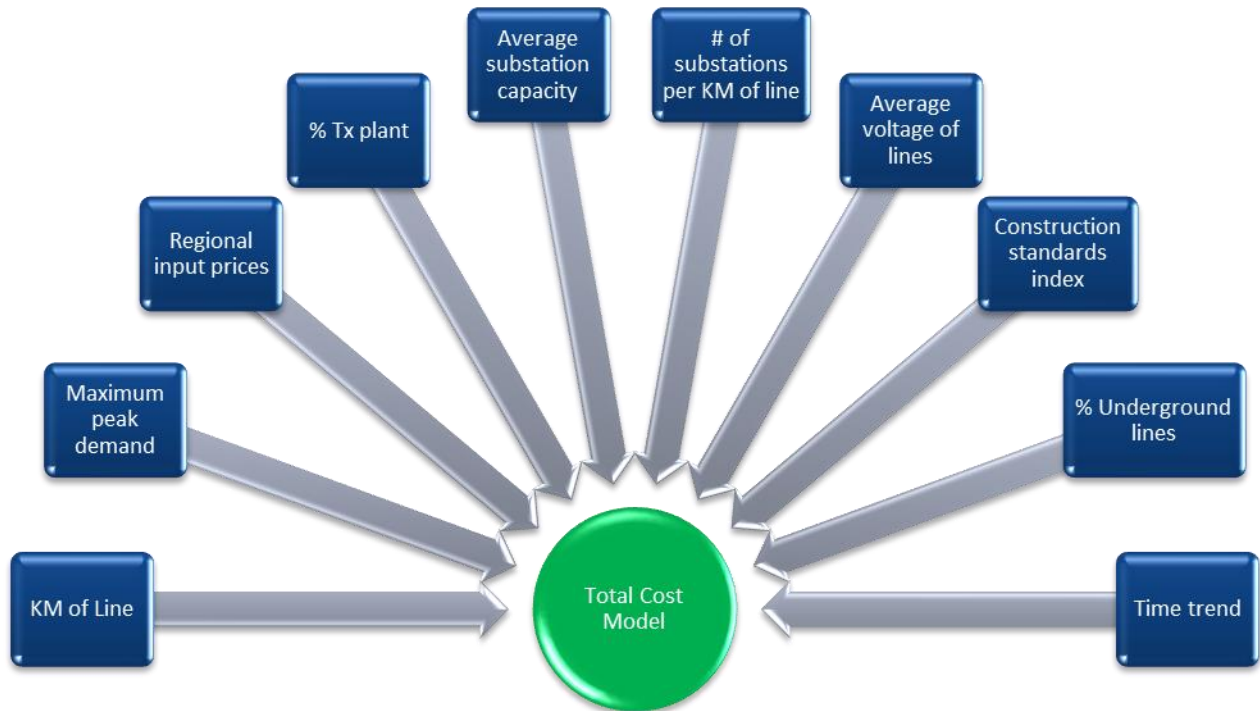 Average
substation
capacity
# of
substations
per KM of line
% Tx plant
Average
voltage of
lines
Regional
input prices
Construction
standards
index
Maximum
peak
demand
% Underground
lines
KM of Line
Total Cost
Model
Time trend